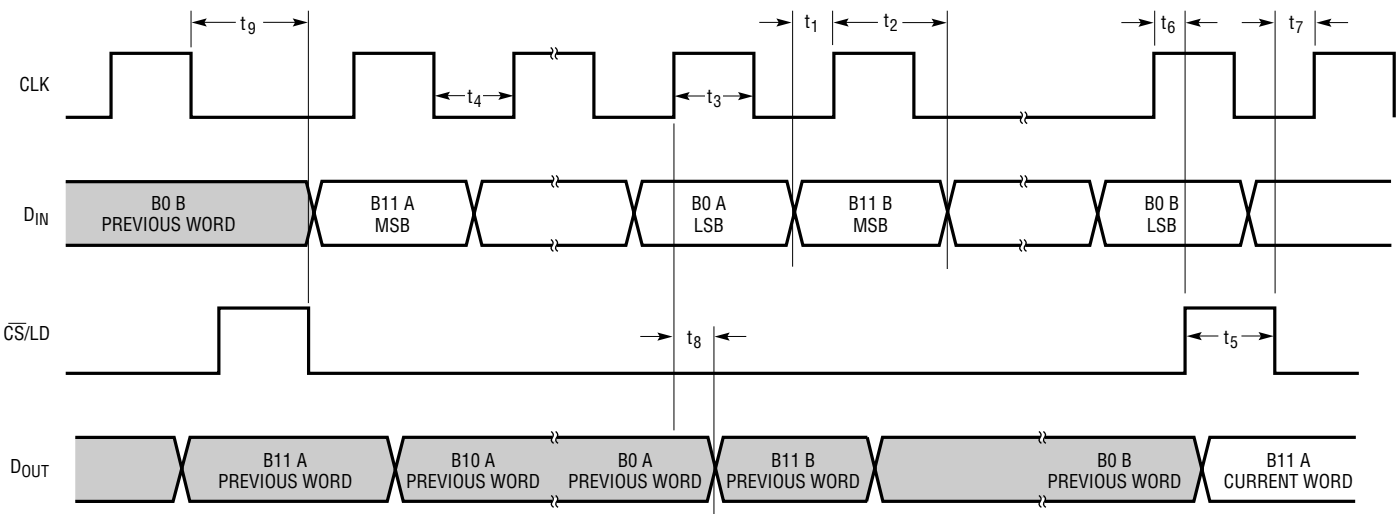 t9
t1
t2
t6
t7
CLK
t4
t3
B0 B
PREVIOUS WORD
B11 A
MSB
B0 A
LSB
B11 B
MSB
B0 B
LSB
DIN
CS/LD
t8
t5
DOUT
B11 A
PREVIOUS WORD
B10 A
PREVIOUS WORD
B0 A
PREVIOUS WORD
B11 B
PREVIOUS WORD
B0 B
PREVIOUS WORD
B11 A
CURRENT WORD